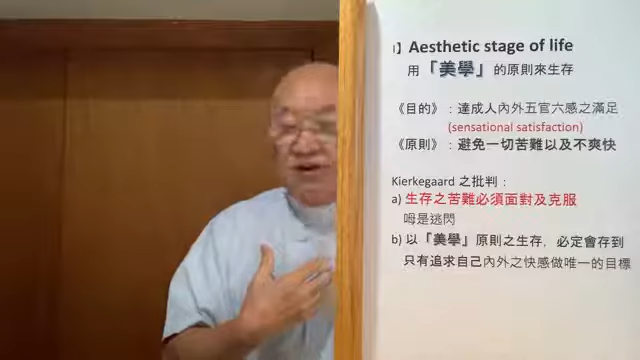 1】Aesthetic stage of life
用「美學」的原則來生存
《目的》：達成人內外五官六感之滿足
(sensational satisfaction)
《原則》：避免一切苦難以及不爽快
Kierkegaard 之批判：
a) 生存之苦難必須面對及克服
呣是逃閃
b) 以「美學」原則之生存，必定會存到
只有追求自己內外之快感做唯一的目標